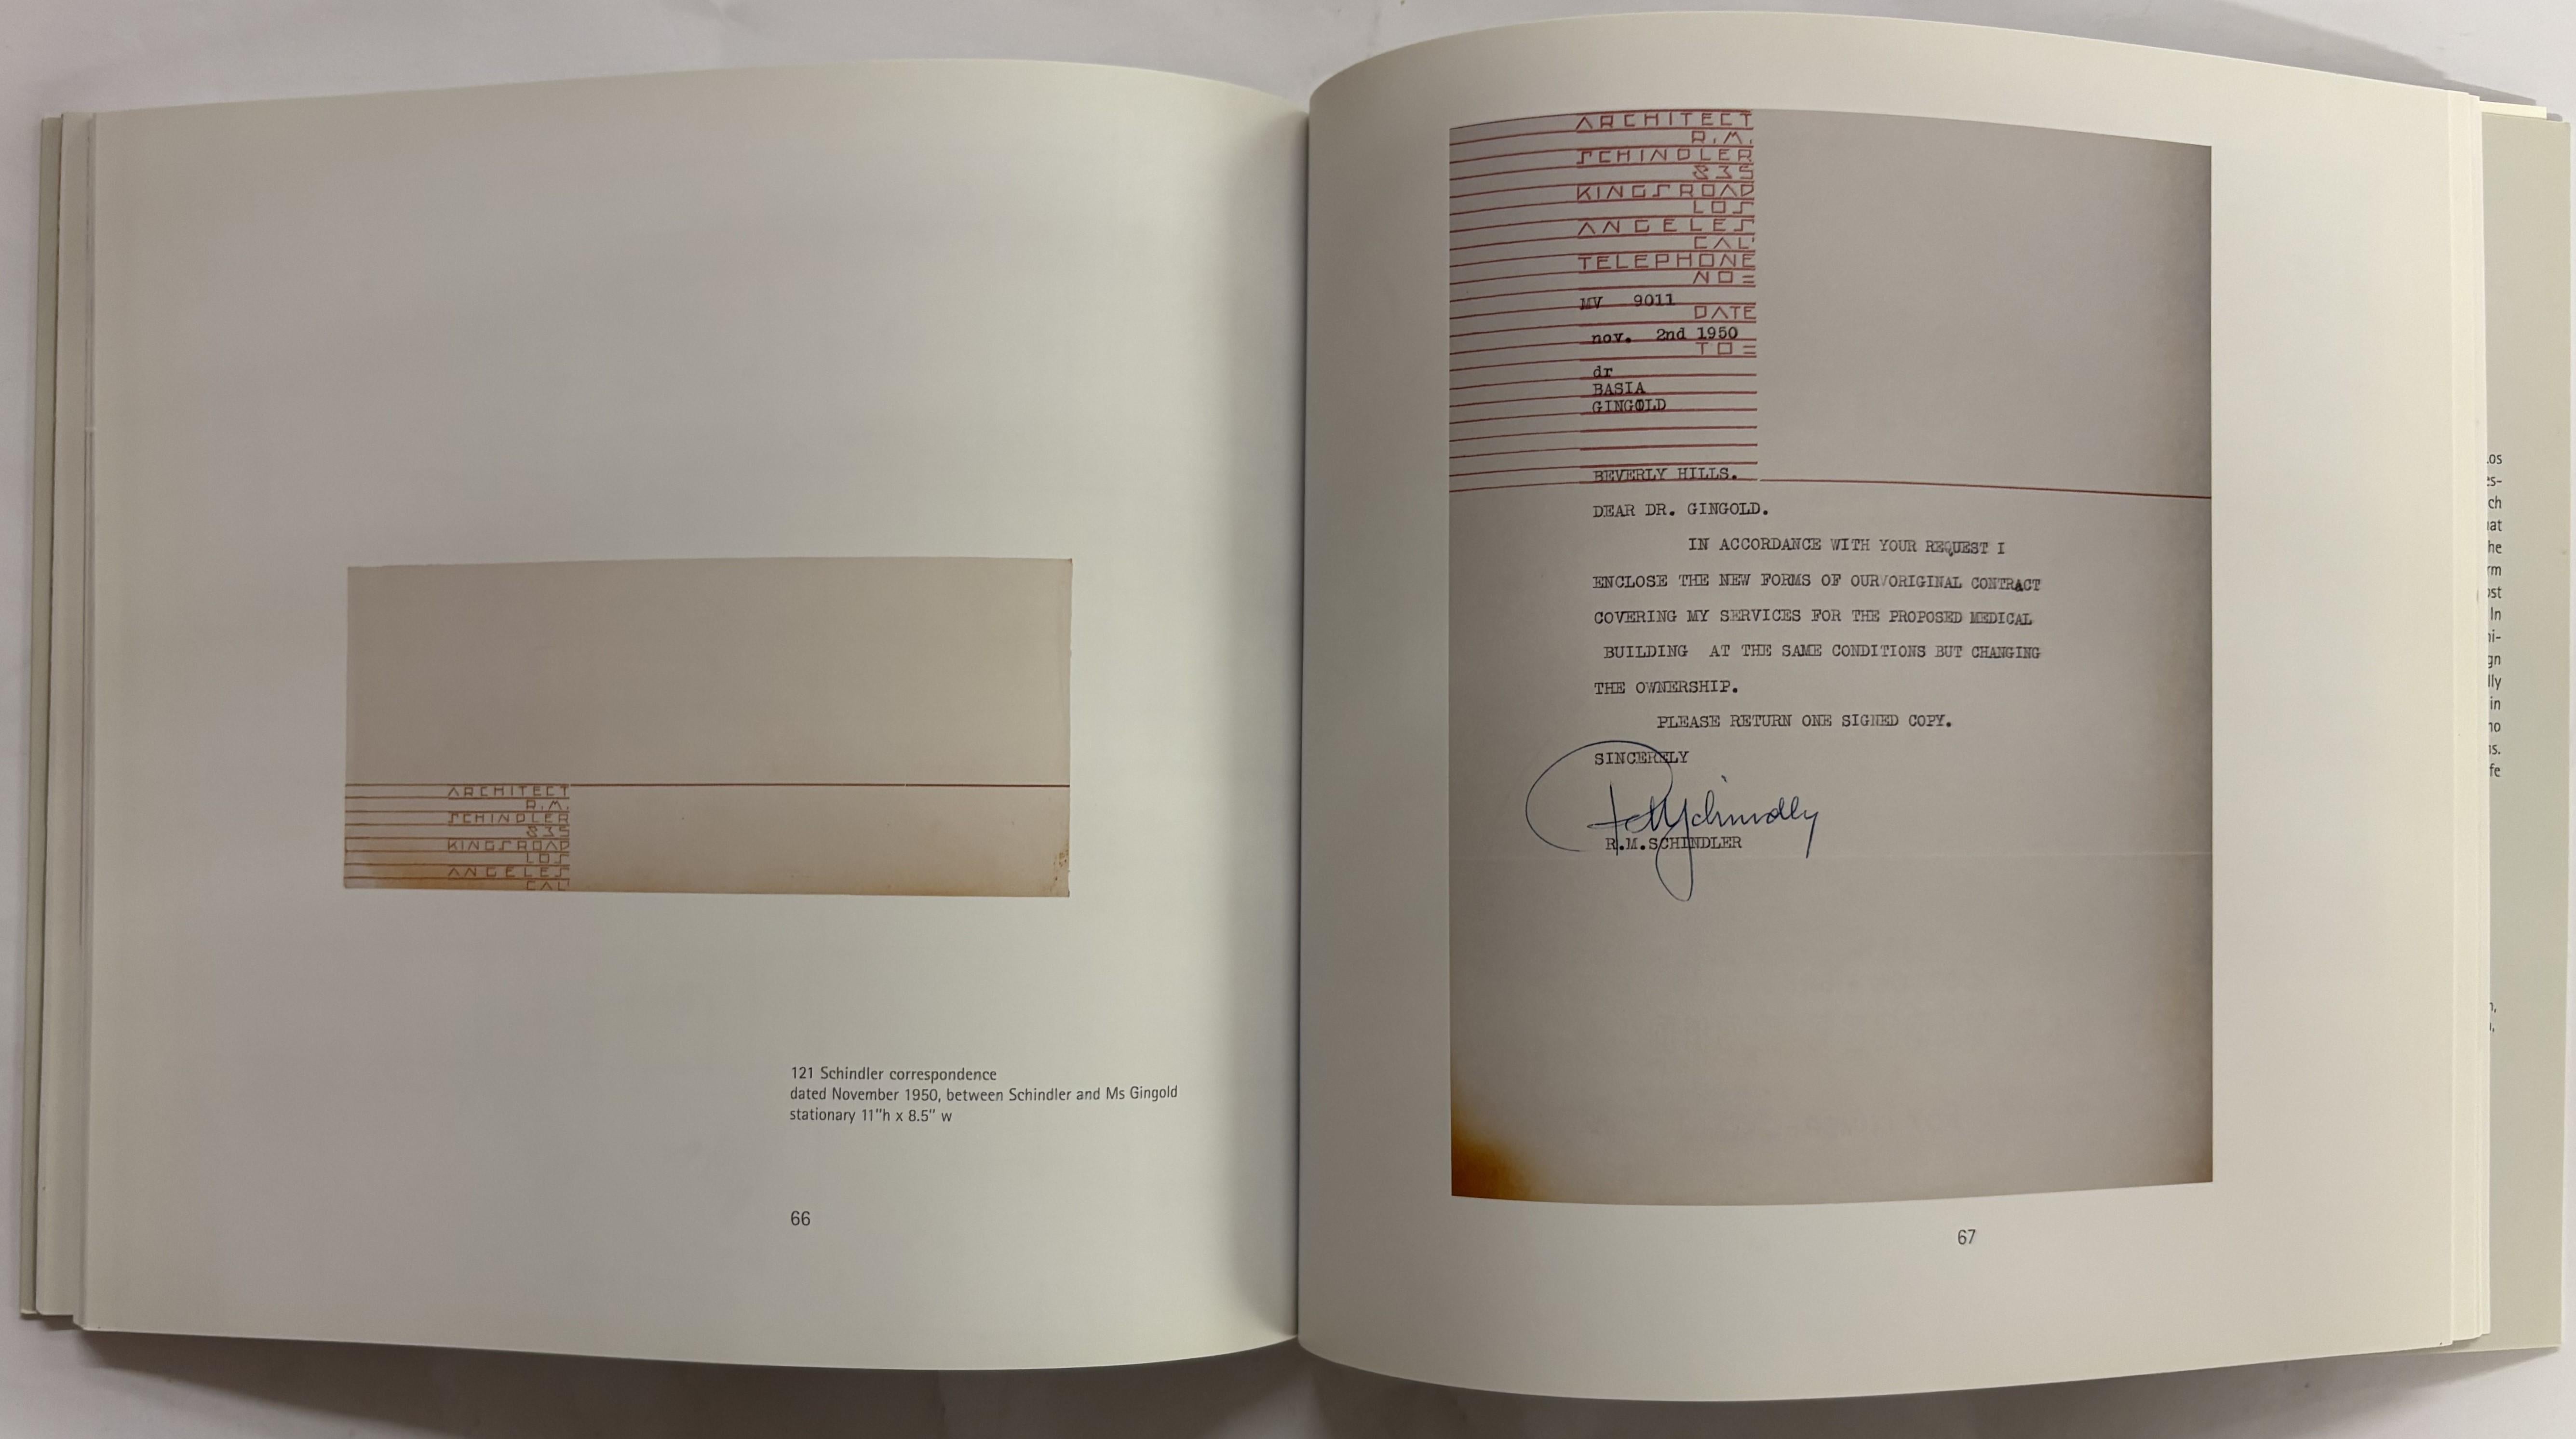 ARCHITECT
R.M.
SCHINDLER
835
KINGS ROAD
LOS
ANGELES
CAL'
121 Schindler correspondence
dated November 1950, between Schindler and Ms Gingold
stationary 11"h x 8.5" w
66
ARCHITECT
R.M.
SCHINDLER
835
KINGS ROAD
LOS
ANGELES
CAL'
TELEPHONE
NO=
MV 9011
DATE
nov. 2nd 1950
TO=
dr
BASIA
GINGOLD
BEVERLY HILLS.
DEAR DR. GINGOLD.
IN ACCORDANCE WITH YOUR REQUEST I
ENCLOSE THE NEW FORMS OF OUR/ORIGINAL CONTRACT
COVERING MY SERVICES FOR THE PROPOSED MEDICAL
BUILDING AT THE SAME CONDITIONS BUT CHANGING
THE OWNERSHIP.
PLEASE RETURN ONE SIGNED COPY.
SINCERELY
R.M.SCHINDLER
67